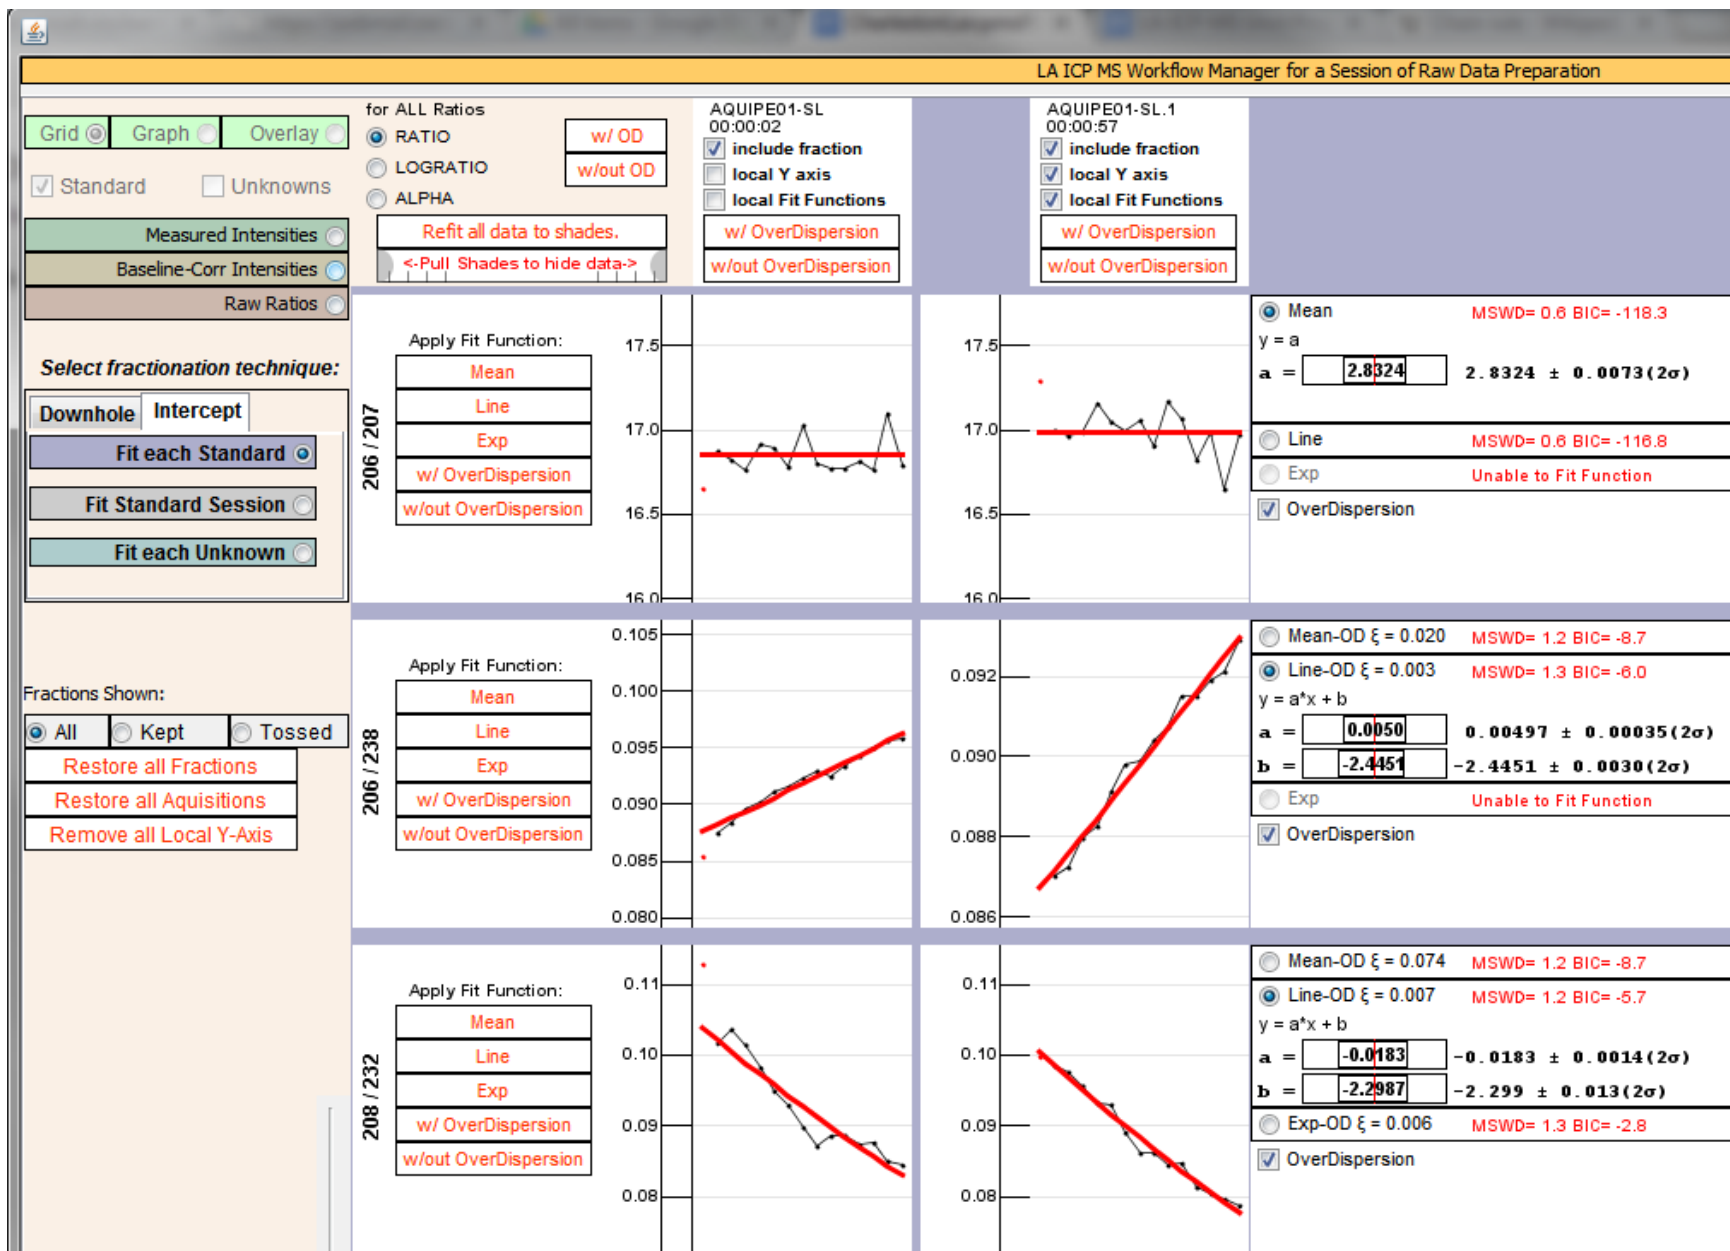 LA ICP MS Workflow Manager for a Session of Raw Data Preparation
Grid Graph Overlay
Standard Unknowns
Measured Intensities
Baseline-Corr Intensities
Raw Ratios
Select fractionation technique:
Downhole Intercept
Fit each Standard
Fit Standard Session
Fit each Unknown
Fractions Shown:
All Kept Tossed
Restore all Fractions
Restore all Aquisitions
Remove all Local Y-Axis
for ALL Ratios
RATIO
LOGRATIO
ALPHA
w/ OD
w/out OD
Refit all data to shades.
<-Pull Shades to hide data->
AQUIPE01-SL
00:00:02
include fraction
local Y axis
local Fit Functions
w/ OverDispersion
w/out OverDispersion
AQUIPE01-SL.1
00:00:57
include fraction
local Y axis
local Fit Functions
w/ OverDispersion
w/out OverDispersion
206 / 207
Apply Fit Function:
Mean
Line
Exp
w/ OverDispersion
w/out OverDispersion
17.5
17.0
16.5
16.0
17.5
17.0
16.5
16.0
Mean MSWD= 0.6 BIC= -118.3
y = a
a = 2.8324 2.8324 ± 0.0073(2σ)
Line MSWD= 0.6 BIC= -116.8
Exp Unable to Fit Function
OverDispersion
206 / 238
Apply Fit Function:
Mean
Line
Exp
w/ OverDispersion
w/out OverDispersion
0.105
0.100
0.095
0.090
0.085
0.080
0.092
0.090
0.088
0.086
Mean-OD ξ = 0.020 MSWD= 1.2 BIC= -8.7
Line-OD ξ = 0.003 MSWD= 1.3 BIC= -6.0
y = a*x + b
a = 0.0050 0.00497 ± 0.00035(2σ)
b = -2.4451 -2.4451 ± 0.0030(2σ)
Exp Unable to Fit Function
OverDispersion
208 / 232
Apply Fit Function:
Mean
Line
Exp
w/ OverDispersion
w/out OverDispersion
0.11
0.10
0.09
0.08
0.11
0.10
0.09
0.08
Mean-OD ξ = 0.074 MSWD= 1.2 BIC= -8.7
Line-OD ξ = 0.007 MSWD= 1.2 BIC= -5.7
y = a*x + b
a = -0.0183 -0.0183 ± 0.0014(2σ)
b = -2.2987 -2.299 ± 0.013(2σ)
Exp-OD ξ = 0.006 MSWD= 1.3 BIC= -2.8
OverDispersion